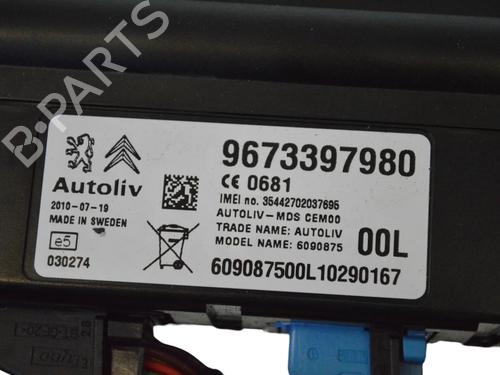 B-PARTS
9673397980
CE 0681
IMEI no. 35442702037695
AUTOLIV-MDS CEM00
TRADE NAME: AUTOLIV
MODEL NAME: 6090875
00L
609087500L10290167
Autoliv
2010-07-19
MADE IN SWEDEN
e5
030274